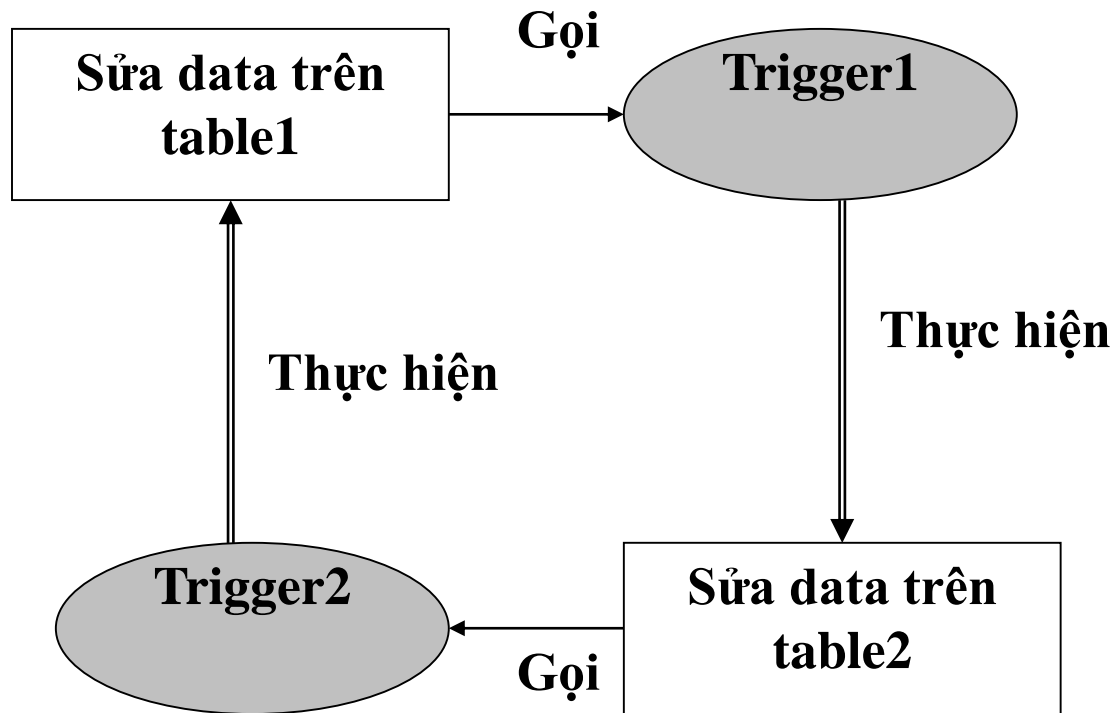 Gọi
Sửa data trên
table1
Trigger1
Thực hiện
Thực hiện
Trigger2
Sửa data trên
table2
Gọi